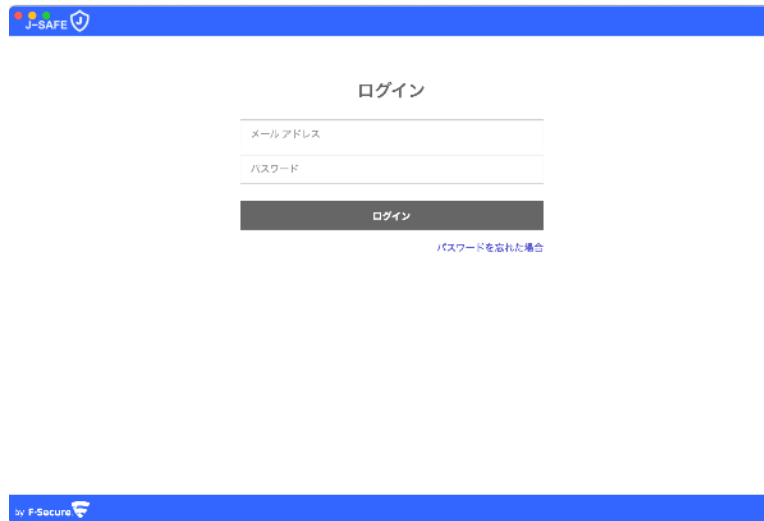 J-SAFE
ログイン
メール アドレス
パスワード
ログイン
パスワードを忘れた場合
by F-Secure.